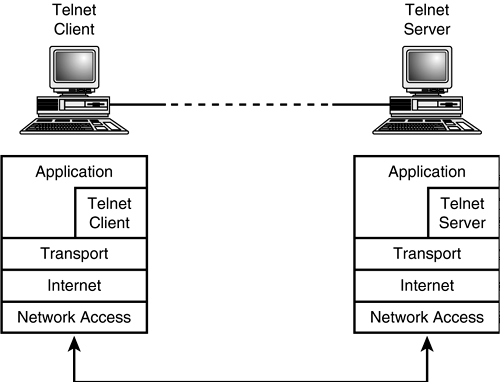 Telnet
Client
Telnet
Server
Application
Telnet
Client
Transport
Internet
Network Access
Application
Telnet
Server
Transport
Internet
Network Access